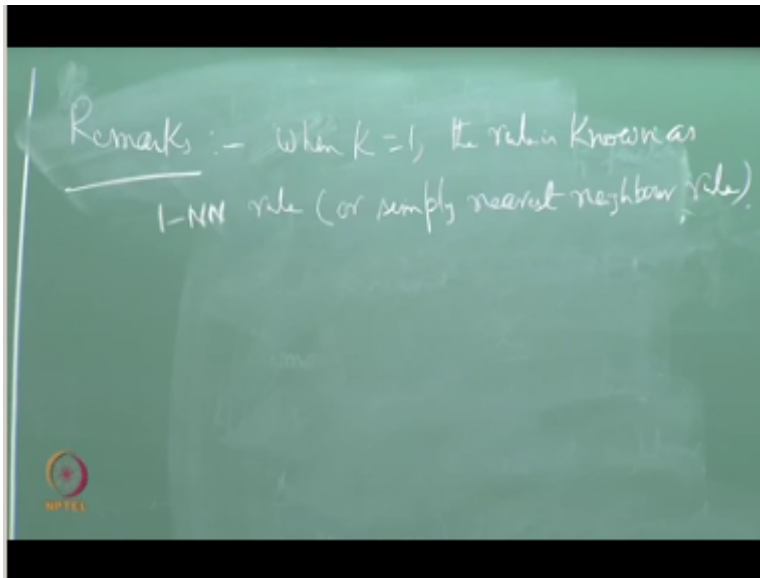 Remarks :- When K=1, the rule is known as
1-NN rule (or simply nearest neighbour rule).
NPTEL